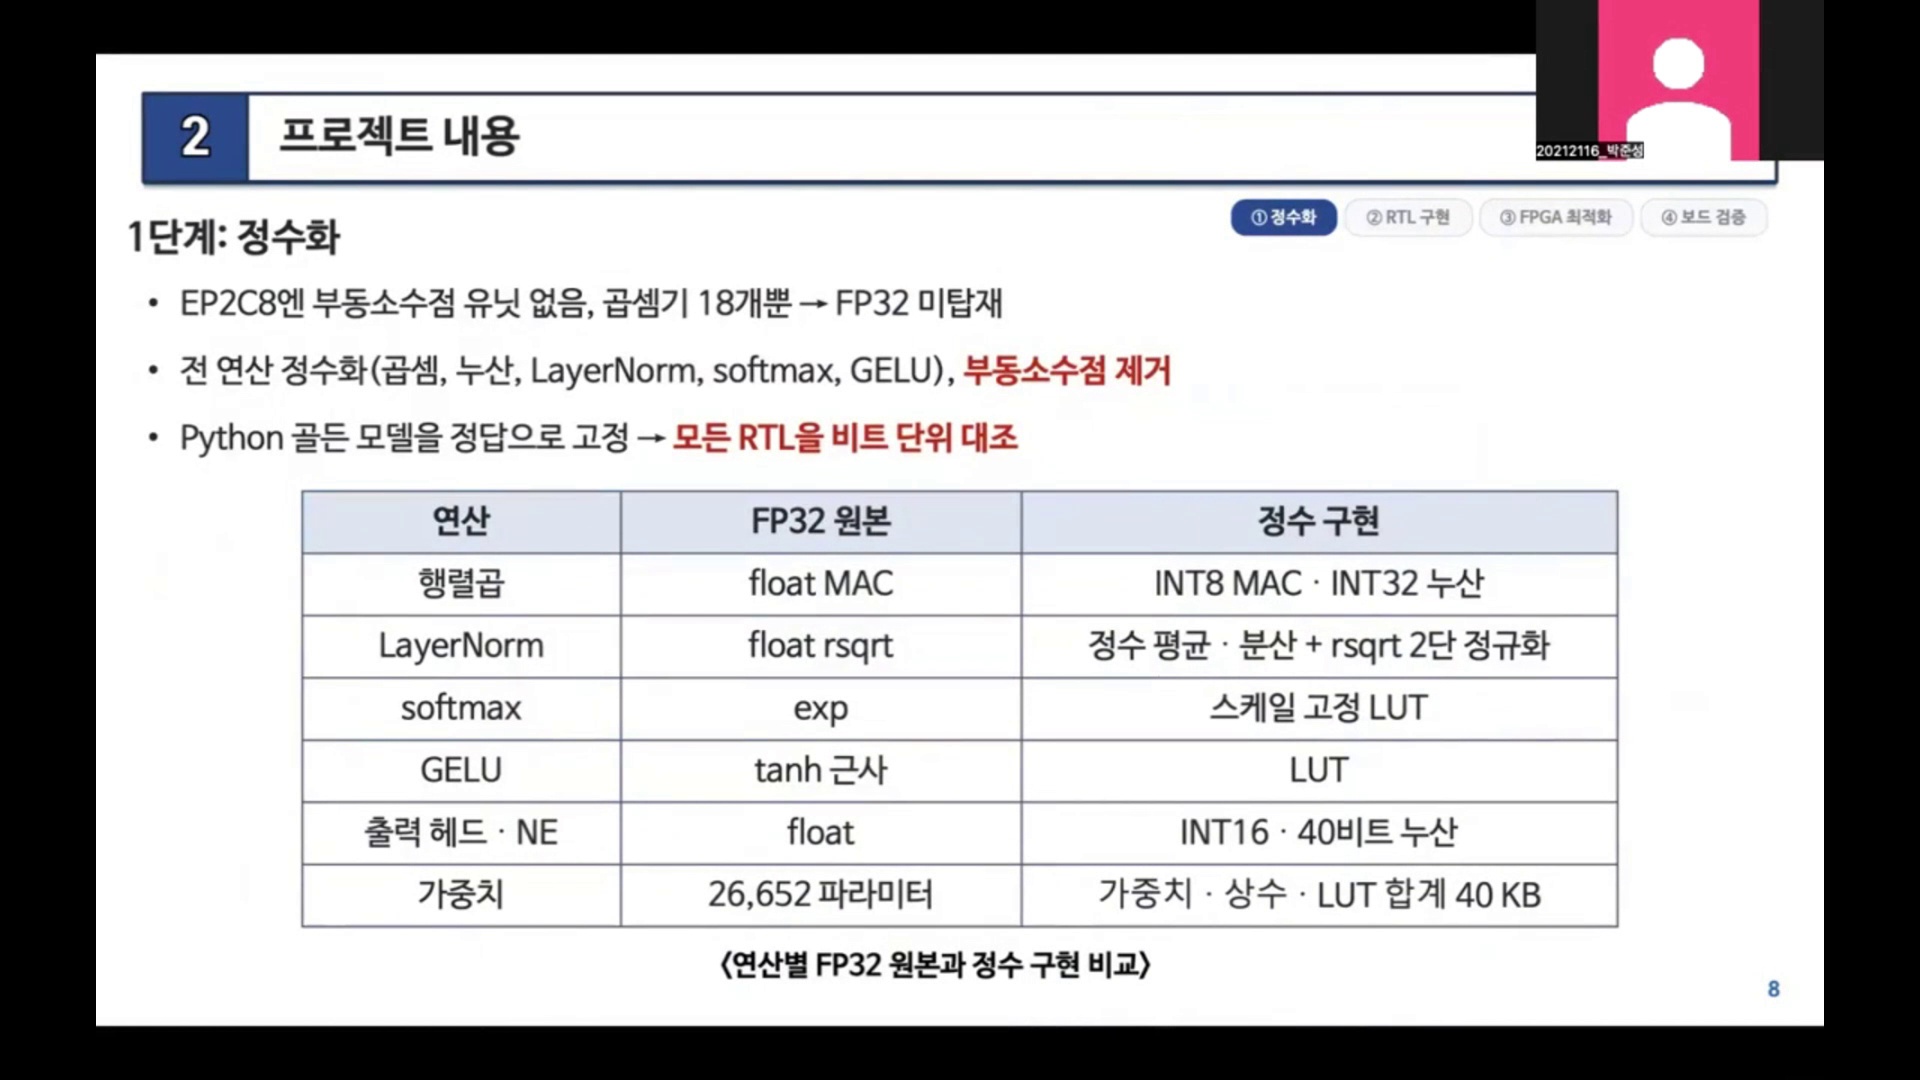 20212116_박준성
2 프로젝트 내용
① 정수화 ② RTL 구현 ③ FPGA 최적화 ④ 보드 검증
1단계: 정수화
• EP2C8엔 부동소수점 유닛 없음, 곱셈기 18개뿐 → FP32 미탑재
• 전 연산 정수화(곱셈, 누산, LayerNorm, softmax, GELU), 부동소수점 제거
• Python 골든 모델을 정답으로 고정 → 모든 RTL을 비트 단위 대조
연산 FP32 원본 정수 구현
행렬곱 float MAC INT8 MAC · INT32 누산
LayerNorm float rsqrt 정수 평균 · 분산 + rsqrt 2단 정규화
softmax exp 스케일 고정 LUT
GELU tanh 근사 LUT
출력 헤드 · NE float INT16 · 40비트 누산
가중치 26,652 파라미터 가중치 · 상수 · LUT 합계 40 KB
〈연산별 FP32 원본과 정수 구현 비교〉
8